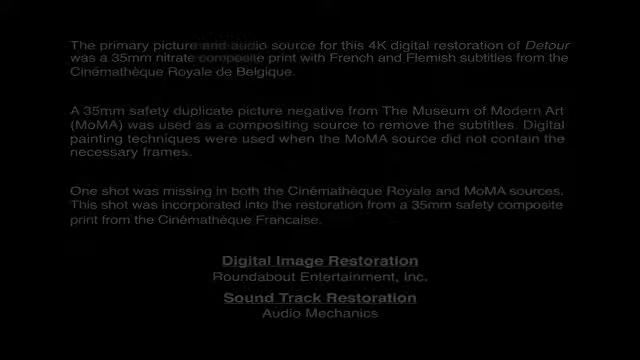 The primary picture and audio source for this 4K digital restoration of Detour
was a 35mm nitrate composite print with French and Flemish subtitles from the
Cinémathèque Royale de Belgique.
A 35mm safety duplicate picture negative from The Museum of Modern Art
(MoMA) was used as a compositing source to remove the subtitles. Digital
painting techniques were used when the MoMA source did not contain the
necessary frames.
One shot was missing in both the Cinémathèque Royale and MoMA sources.
This shot was incorporated into the restoration from a 35mm safety composite
print from the Cinémathèque Francaise.
Digital Image Restoration
Roundabout Entertainment, Inc.
Sound Track Restoration
Audio Mechanics